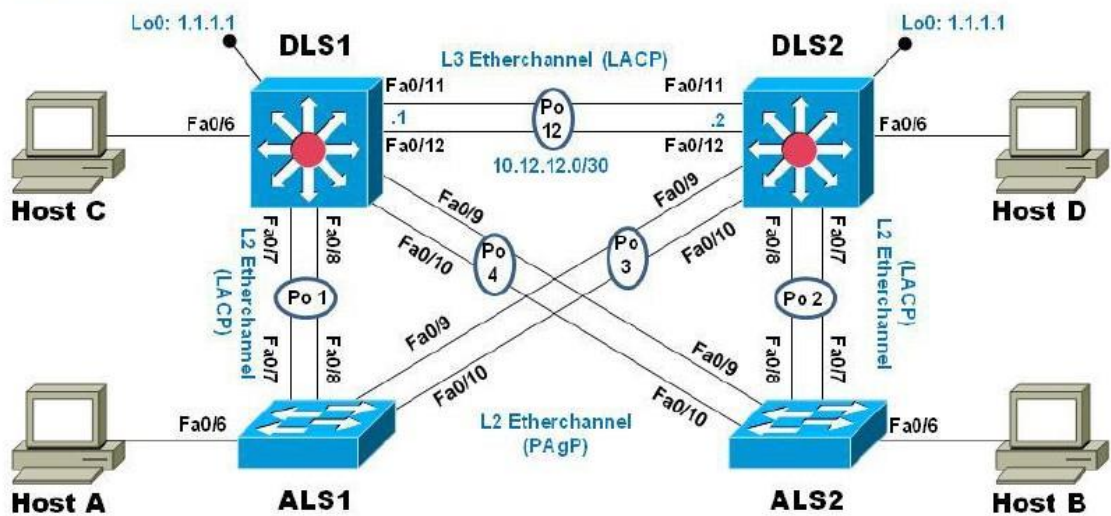 Lo0: 1.1.1.1
Lo0: 1.1.1.1
DLS1
DLS2
L3 Etherchannel (LACP)
Fa0/11
Fa0/11
Fa0/6
.1
Po
12
.2
Fa0/6
Fa0/12
Fa0/12
10.12.12.0/30
Host C
Host D
Fa0/9
Fa0/10
Po
4
Fa0/9
Fa0/10
Po
3
Fa0/7
Fa0/8
L2 Etherchannel
(LACP)
Po 1
Fa0/7
Fa0/8
Fa0/8
Fa0/7
(LACP)
L2 Etherchannel
Po 2
Fa0/8
Fa0/7
Fa0/9
Fa0/10
Fa0/9
Fa0/10
L2 Etherchannel
(PAgP)
Fa0/6
Fa0/6
Host A
ALS1
ALS2
Host B